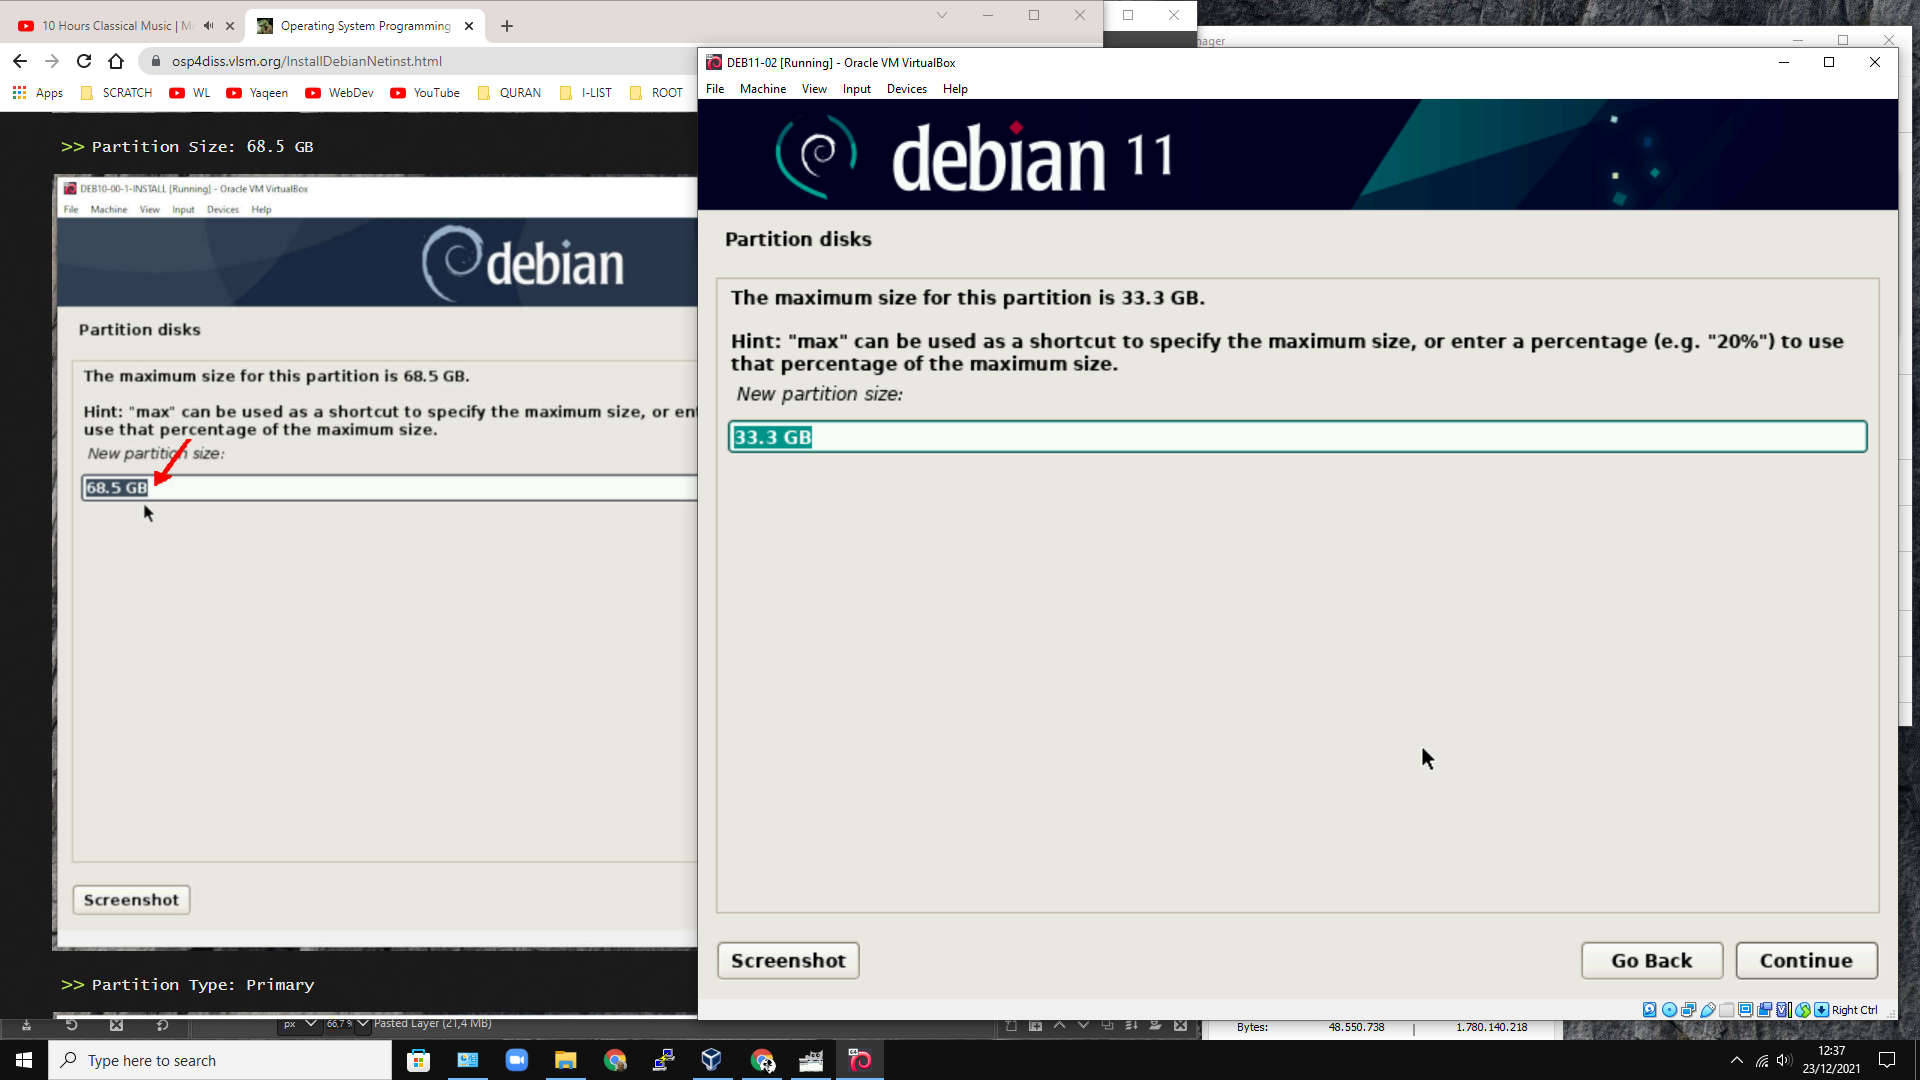 10 Hours Classical Music | M
Operating System Programming
osp4diss.vlsm.org/InstallDebianNetinst.html
Apps
SCRATCH
WL
Yaqeen
WebDev
YouTube
QURAN
I-LIST
ROOT
>> Partition Size: 68.5 GB
DEB10-00-1-INSTALL [Running] - Oracle VM VirtualBox
File Machine View Input Devices Help
debian
Partition disks
The maximum size for this partition is 68.5 GB.
Hint: "max" can be used as a shortcut to specify the maximum size, or en
use that percentage of the maximum size.
New partition size:
68.5 GB
Screenshot
>> Partition Type: Primary
px
66,7 %
Pasted Layer (21,4 MB)
nager
DEB11-02 [Running] - Oracle VM VirtualBox
File Machine View Input Devices Help
debian 11
Partition disks
The maximum size for this partition is 33.3 GB.
Hint: "max" can be used as a shortcut to specify the maximum size, or enter a percentage (e.g. "20%") to use
that percentage of the maximum size.
New partition size:
33.3 GB
Screenshot
Go Back
Continue
Right Ctrl
Bytes: 48.550.738 | 1.780.140.218
Type here to search
12:37
23/12/2021